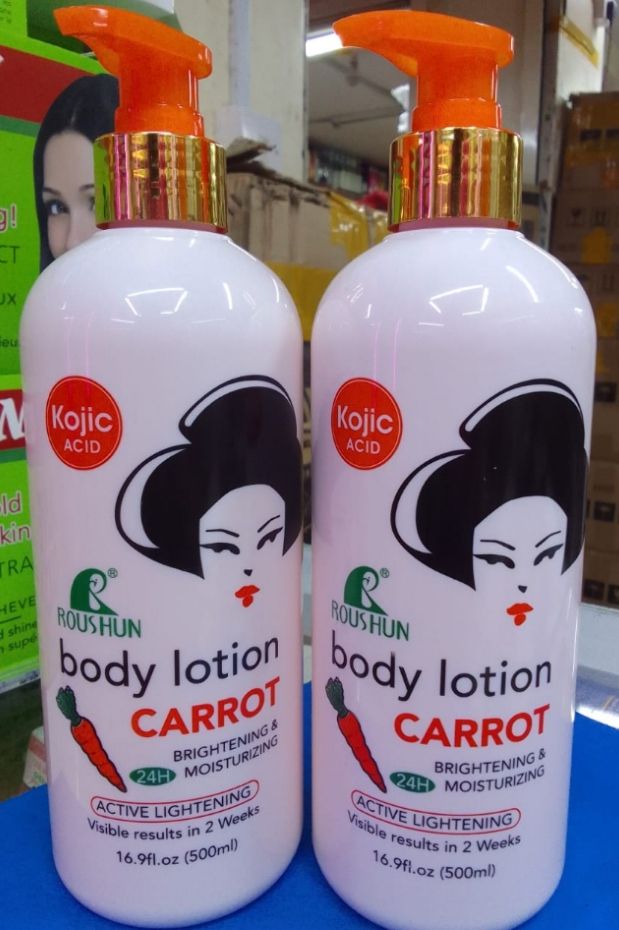 g!
CT
UX
Kojic
ACID
®
ROUSHUN
body lotion
CARROT
BRIGHTENING &
MOISTURIZING
24H
ACTIVE LIGHTENING
Visible results in 2 Weeks
16.9fl.oz (500ml)
Kojic
ACID
®
ROUSHUN
body lotion
CARROT
BRIGHTENING &
MOISTURIZING
24H
ACTIVE LIGHTENING
Visible results in 2 Weeks
16.9fl.oz (500ml)